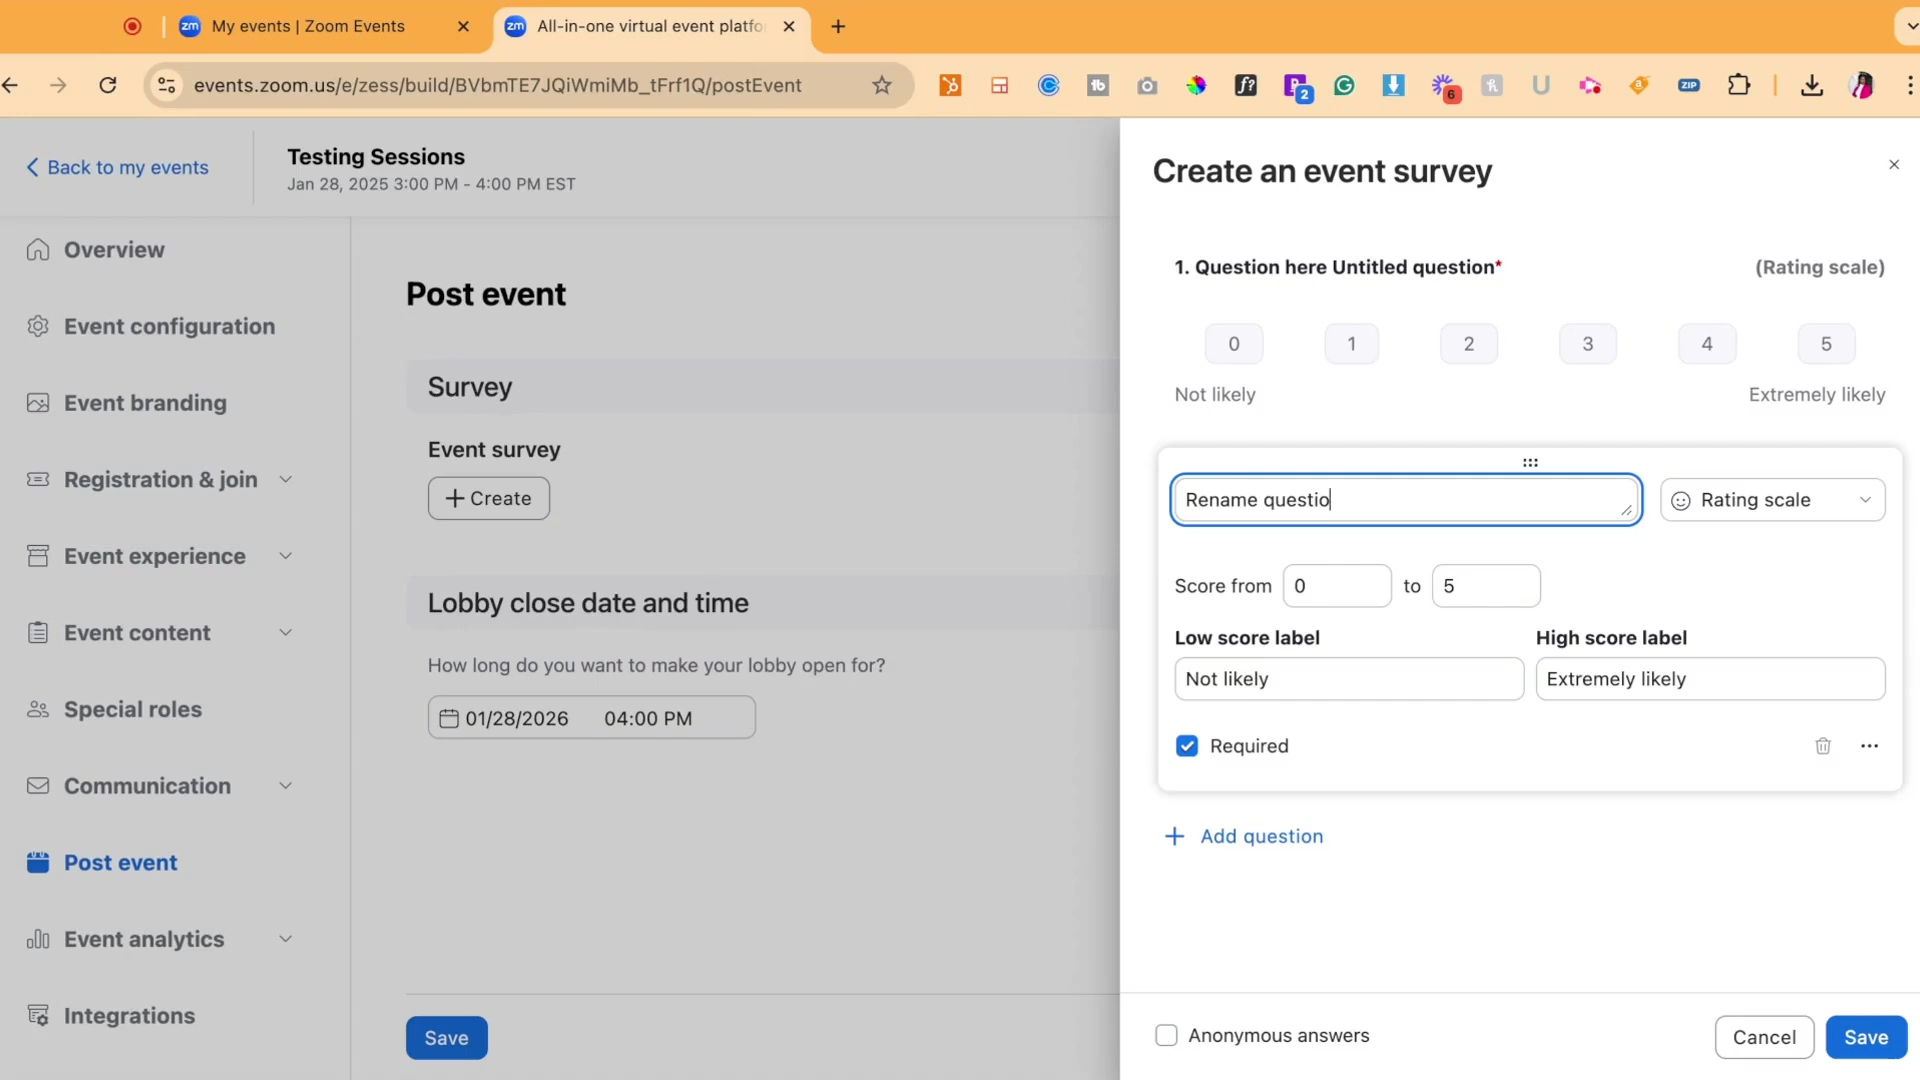 My events | Zoom Events
All-in-one virtual event platfo
events.zoom.us/e/zess/build/BVbmTE7JQiWmiMb_tFrf1Q/postEvent
2
6
ZIP
Back to my events
Testing Sessions
Jan 28, 2025 3:00 PM - 4:00 PM EST
Overview
Event configuration
Event branding
Registration & join
Event experience
Event content
Special roles
Communication
Post event
Event analytics
Integrations
Post event
Survey
Event survey
Create
Lobby close date and time
How long do you want to make your lobby open for?
01/28/2026 04:00 PM
Save
Create an event survey
1. Question here Untitled question* (Rating scale)
0 1 2 3 4 5
Not likely Extremely likely
Rename questio
Rating scale
Score from 0 to 5
Low score label High score label
Not likely Extremely likely
Required
Add question
Anonymous answers
Cancel Save